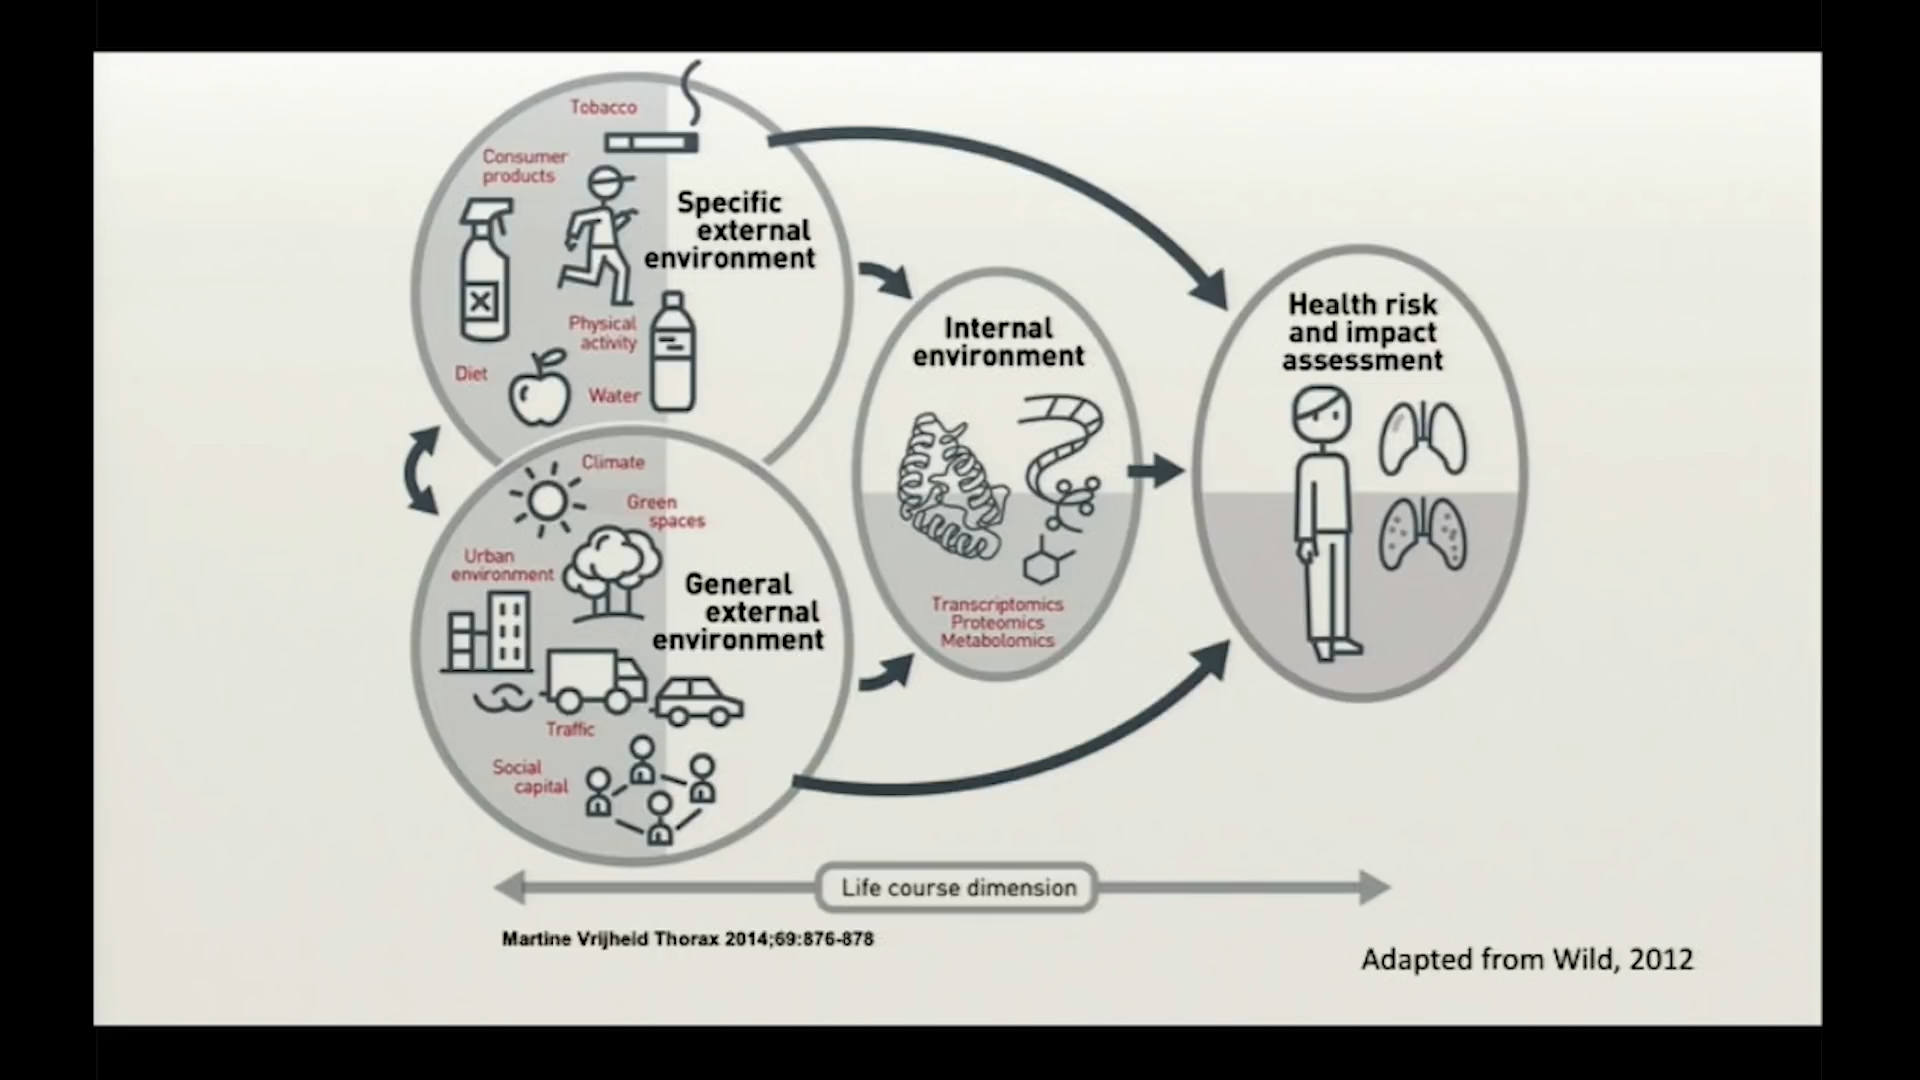 Tobacco
Consumer
products
Specific
external
environment
Physical
activity
Diet
Water
Climate
Green
spaces
Urban
environment
General
external
environment
Traffic
Social
capital
Internal
environment
Transcriptomics
Proteomics
Metabolomics
Health risk
and impact
assessment
Life course dimension
Martine Vrijheid Thorax 2014;69:876-878
Adapted from Wild, 2012